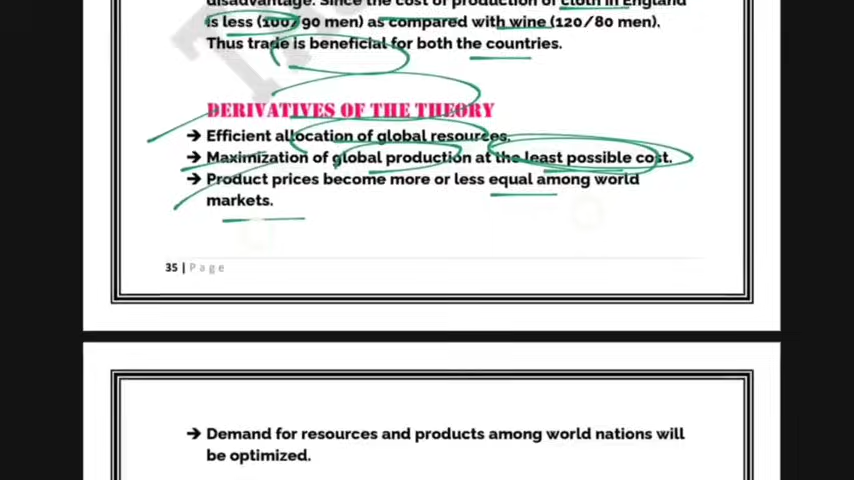 disadvantage. Since the cost of production of cloth in England
is less (100/90 men) as compared with wine (120/80 men).
Thus trade is beneficial for both the countries.
DERIVATIVES OF THE THEORY
➔ Efficient allocation of global resources.
➔ Maximization of global production at the least possible cost.
➔ Product prices become more or less equal among world
markets.
35 | Page
➔ Demand for resources and products among world nations will
be optimized.